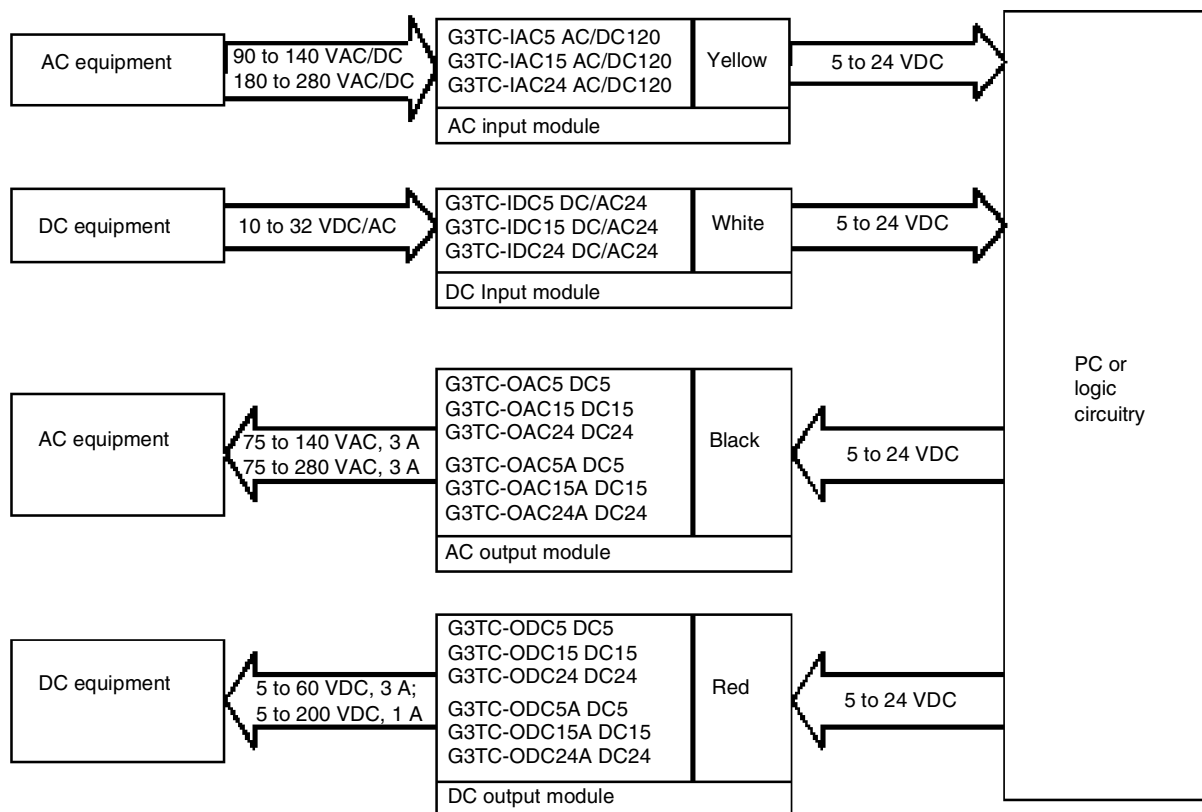 AC equipment
90 to 140 VAC/DC
180 to 280 VAC/DC
G3TC-IAC5 AC/DC120
G3TC-IAC15 AC/DC120
G3TC-IAC24 AC/DC120
Yellow
AC input module
5 to 24 VDC
DC equipment
10 to 32 VDC/AC
G3TC-IDC5 DC/AC24
G3TC-IDC15 DC/AC24
G3TC-IDC24 DC/AC24
White
DC Input module
5 to 24 VDC
PC or
logic
circuitry
AC equipment
75 to 140 VAC, 3 A
75 to 280 VAC, 3 A
G3TC-OAC5 DC5
G3TC-OAC15 DC15
G3TC-OAC24 DC24
G3TC-OAC5A DC5
G3TC-OAC15A DC15
G3TC-OAC24A DC24
Black
AC output module
5 to 24 VDC
DC equipment
5 to 60 VDC, 3 A;
5 to 200 VDC, 1 A
G3TC-ODC5 DC5
G3TC-ODC15 DC15
G3TC-ODC24 DC24
G3TC-ODC5A DC5
G3TC-ODC15A DC15
G3TC-ODC24A DC24
Red
DC output module
5 to 24 VDC